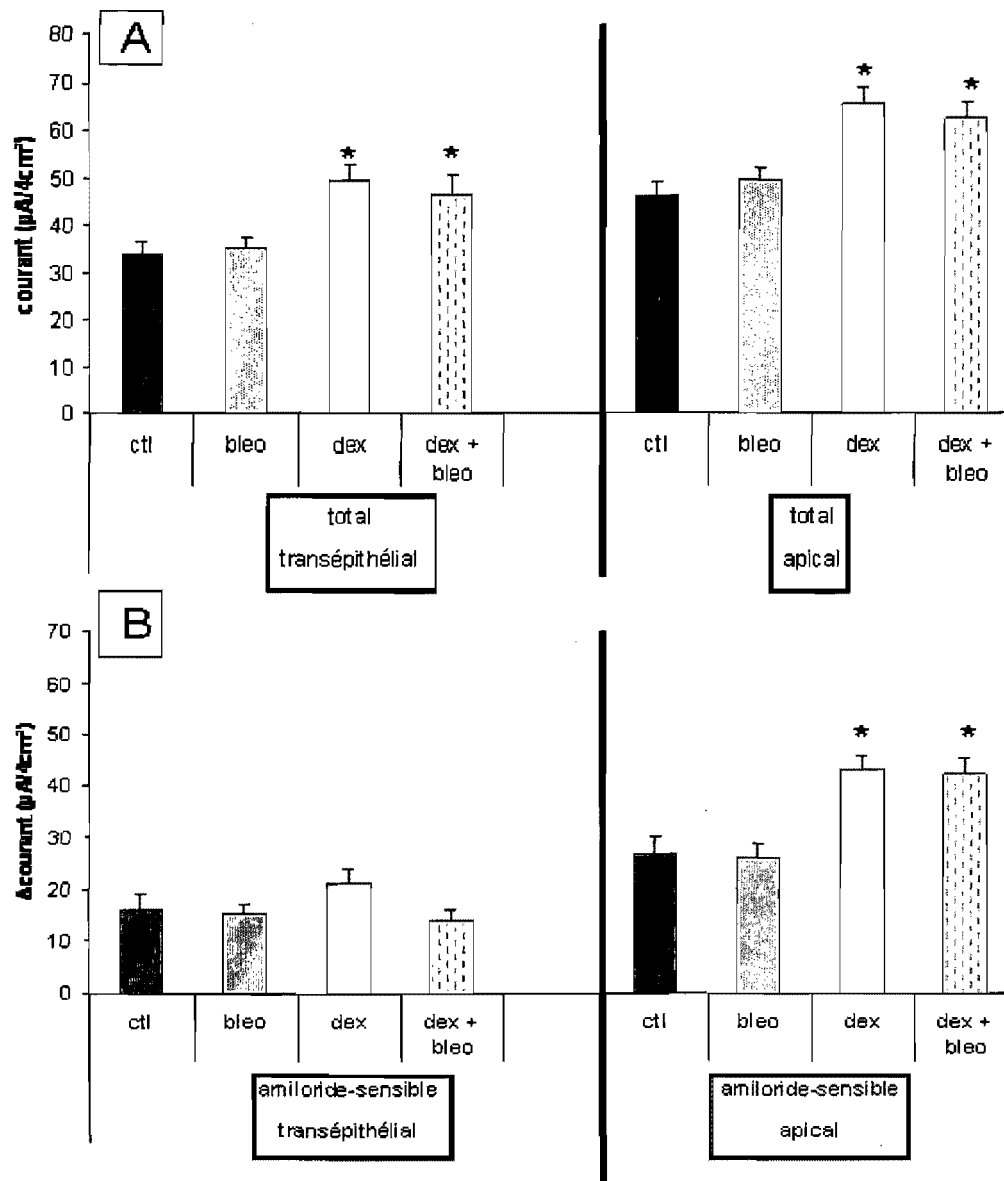 A
courant (µA/4cm²)
80
70
60
50
40
30
20
10
0
* * * *
ctl bleo dex dex + bleo
ctl bleo dex dex + bleo
total
transépithélial
total
apical
B
Δcourant (µA/4cm²)
70
60
50
40
30
20
10
0
* *
ctl bleo dex dex + bleo
ctl bleo dex dex + bleo
amiloride-sensible
transépithélial
amiloride-sensible
apical